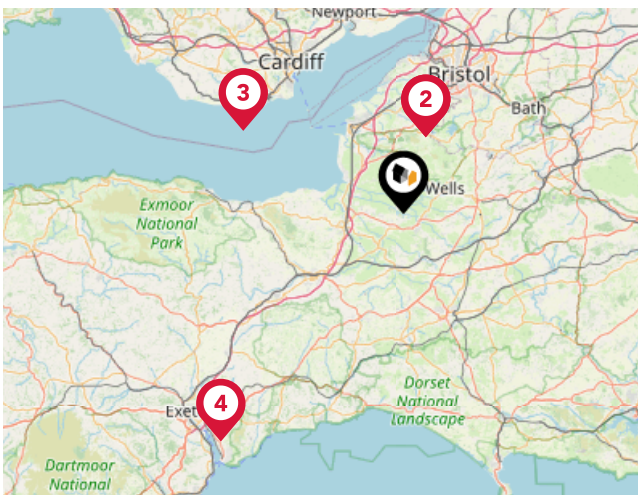 Newport
Cardiff
3
Bristol
2
Bath
Wells
Exmoor
National
Park
4
Exet
Dorset
National
Landscape
Dartmoor
National